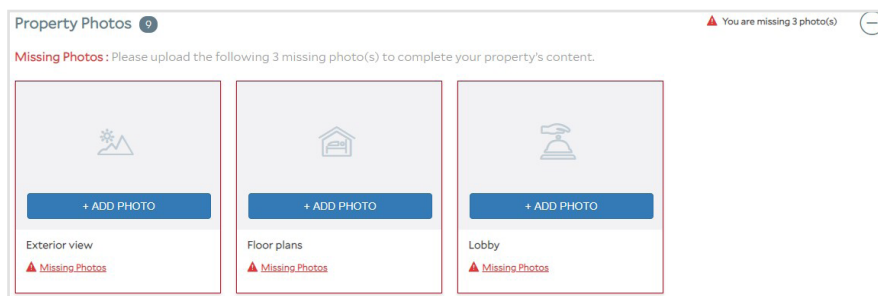 Property Photos 9
You are missing 3 photo(s)
Missing Photos : Please upload the following 3 missing photo(s) to complete your property's content.
+ ADD PHOTO
+ ADD PHOTO
+ ADD PHOTO
Exterior view
Floor plans
Lobby
Missing Photos
Missing Photos
Missing Photos